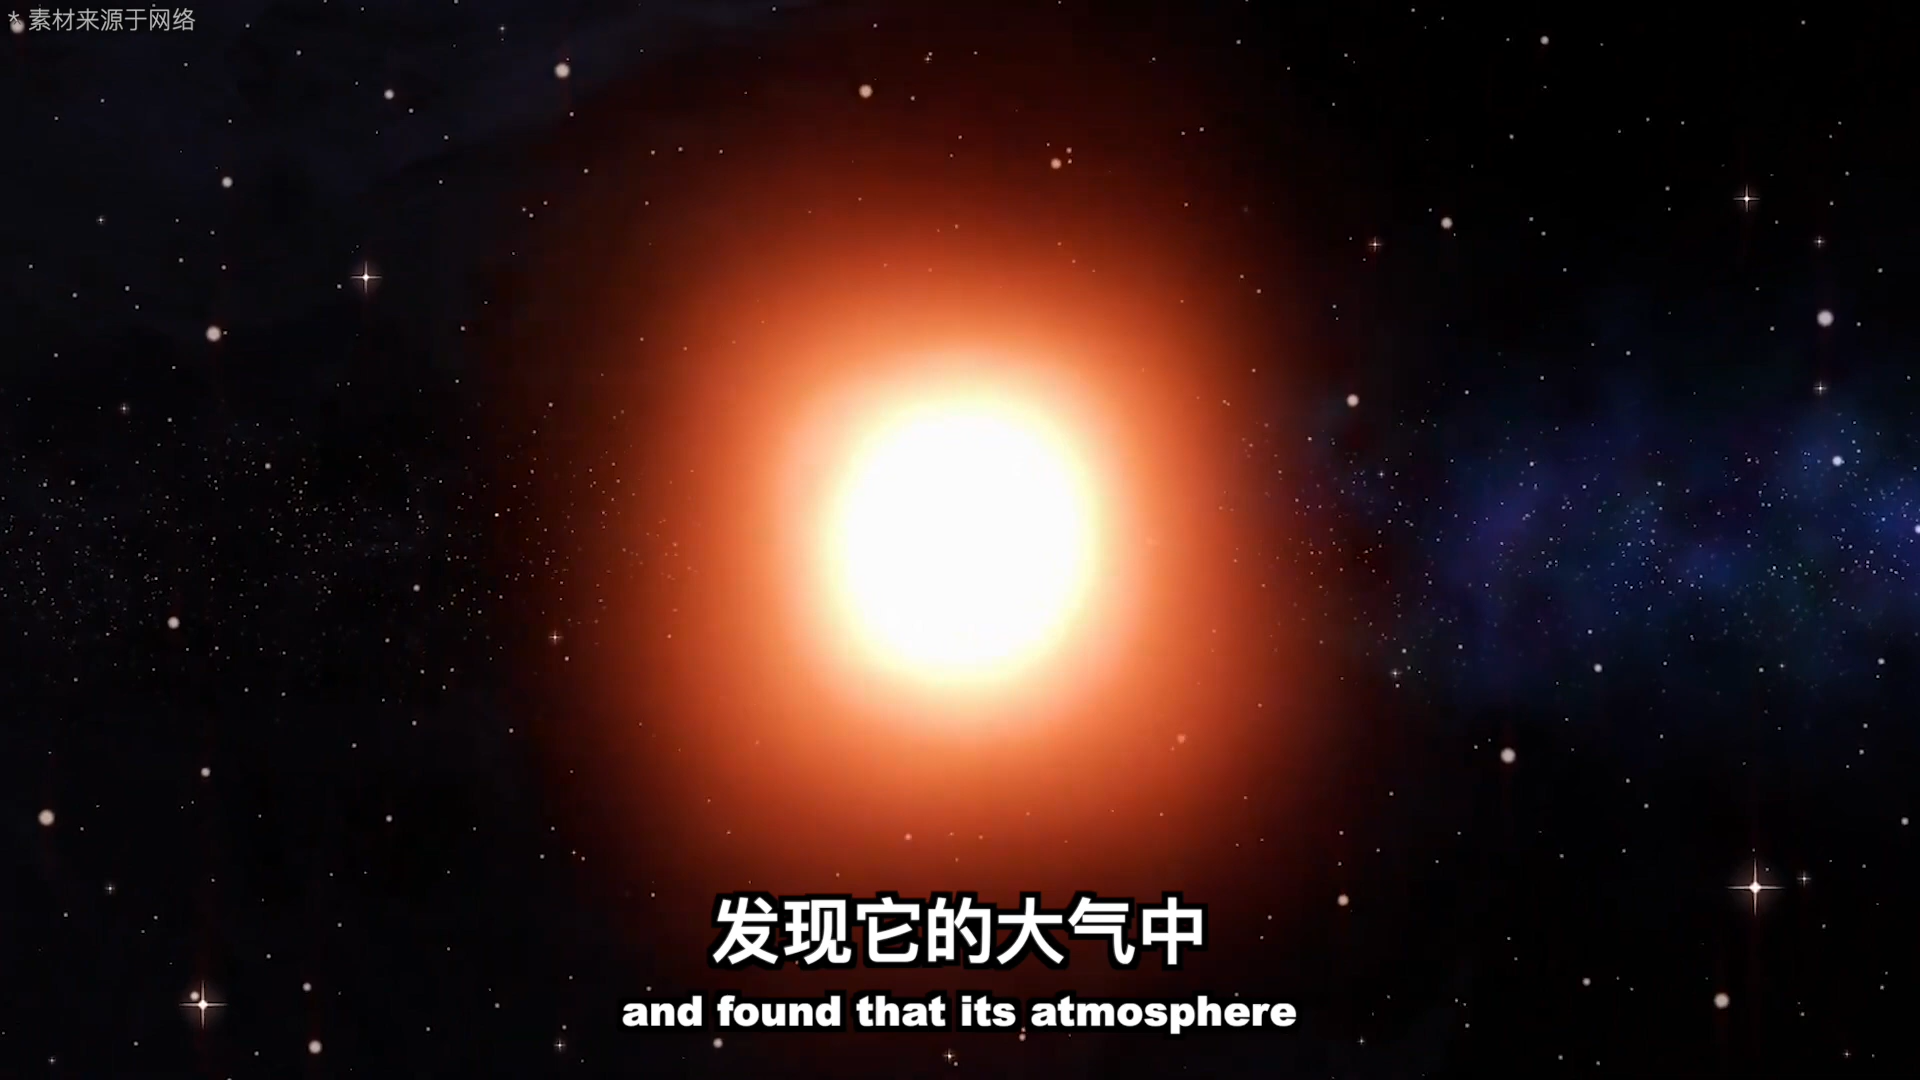 * 素材来源于网络
发现它的大气中
and found that its atmosphere